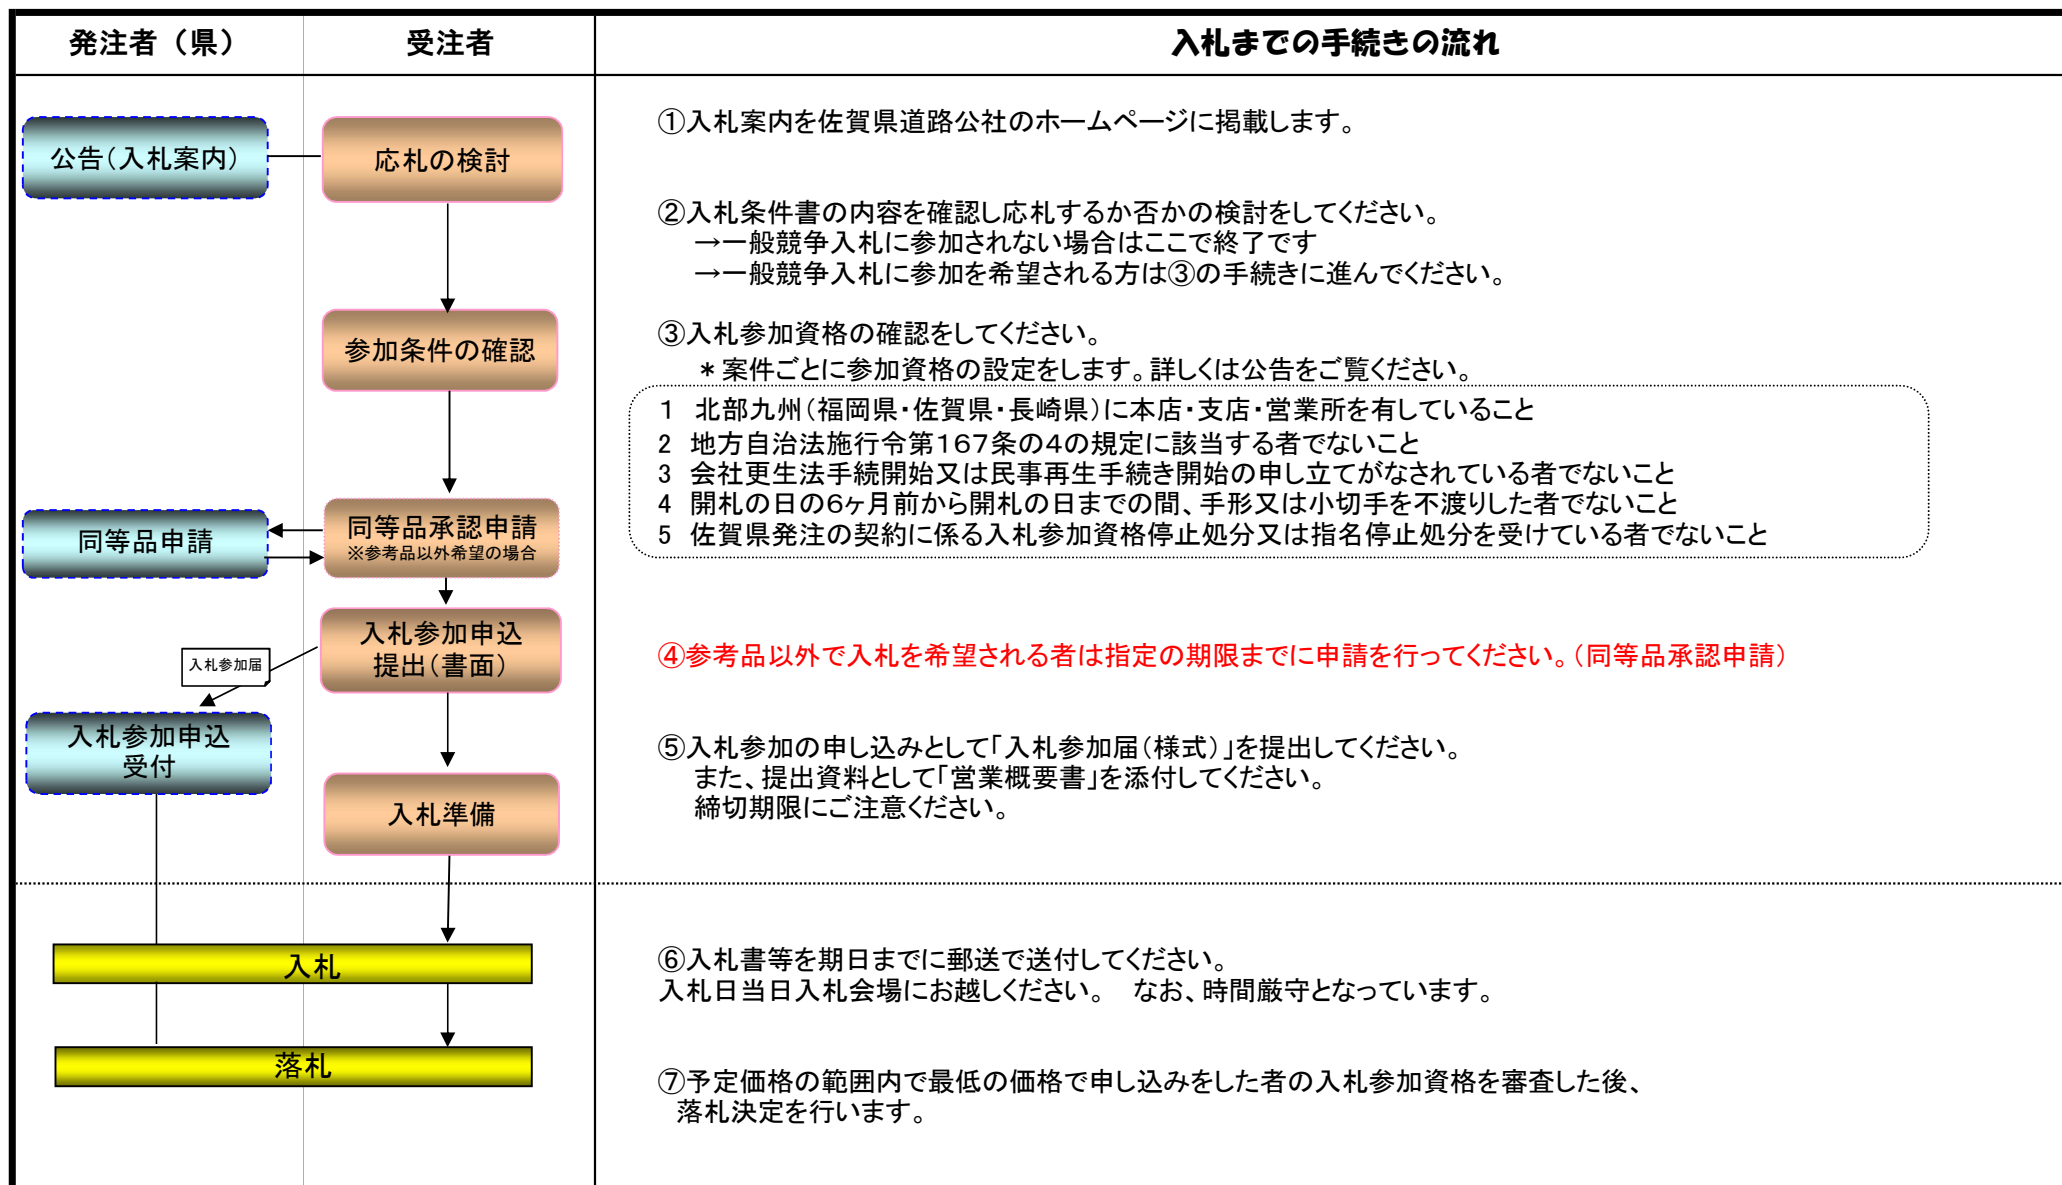 発注者（県）
受注者
入札までの手続きの流れ
公告（入札案内）
応札の検討
①入札案内を佐賀県道路公社のホームページに掲載します。
②入札条件書の内容を確認し応札するか否かの検討をしてください。
→一般競争入札に参加されない場合はここで終了です
→一般競争入札に参加を希望される方は③の手続きに進んでください。
参加条件の確認
③入札参加資格の確認をしてください。
＊案件ごとに参加資格の設定をします。詳しくは公告をご覧ください。
1　北部九州（福岡県・佐賀県・長崎県）に本店・支店・営業所を有していること
2　地方自治法施行令第１６７条の４の規定に該当する者でないこと
3　会社更生法手続開始又は民事再生手続き開始の申し立てがなされている者でないこと
4　開札の日の６ヶ月前から開札の日までの間、手形又は小切手を不渡りした者でないこと
5　佐賀県発注の契約に係る入札参加資格停止処分又は指名停止処分を受けている者でないこと
同等品申請
同等品承認申請
※参考品以外希望の場合
入札参加申込
提出（書面）
入札参加届
④参考品以外で入札を希望される者は指定の期限までに申請を行ってください。（同等品承認申請）
入札参加申込
受付
⑤入札参加の申し込みとして「入札参加届（様式）」を提出してください。
また、提出資料として「営業概要書」を添付してください。
締切期限にご注意ください。
入札準備
入札
⑥入札書等を期日までに郵送で送付してください。
入札日当日入札会場にお越しください。　なお、時間厳守となっています。
落札
⑦予定価格の範囲内で最低の価格で申し込みをした者の入札参加資格を審査した後、
落札決定を行います。